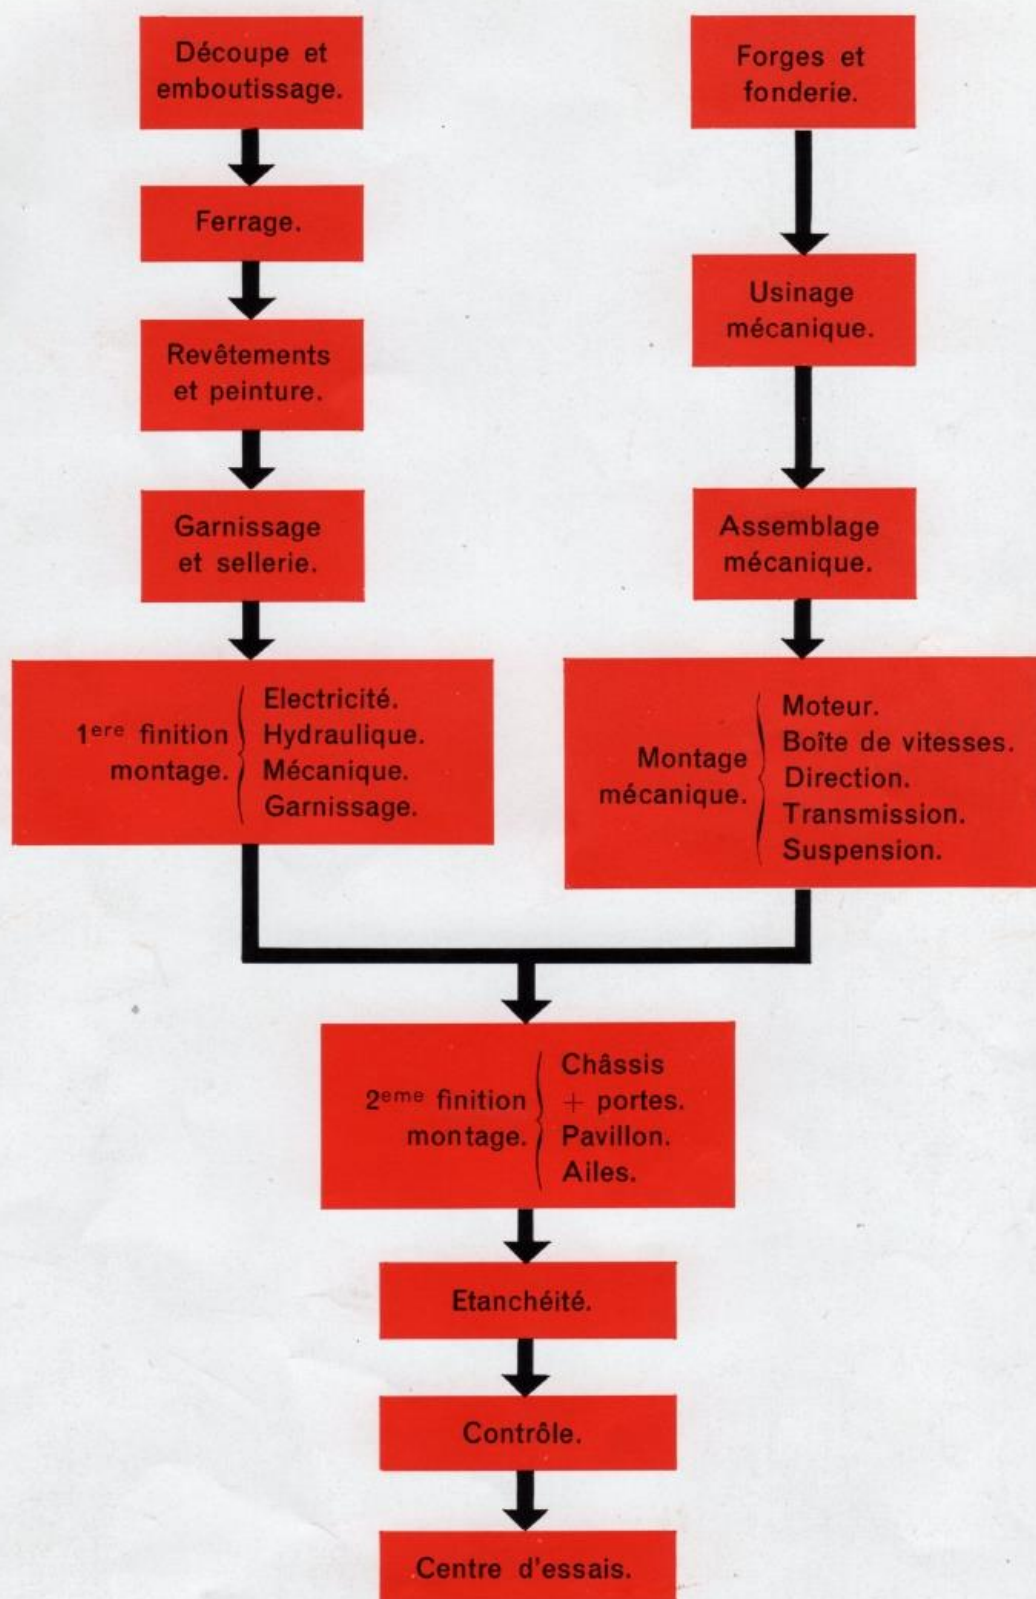 Découpe et
emboutissage.
Ferrage.
Revêtements
et peinture.
Garnissage
et sellerie.
1ere finition
montage.
Electricité.
Hydraulique.
Mécanique.
Garnissage.
Forges et
fonderie.
Usinage
mécanique.
Assemblage
mécanique.
Montage
mécanique.
Moteur.
Boîte de vitesses.
Direction.
Transmission.
Suspension.
2eme finition
montage.
Châssis
+ portes.
Pavillon.
Ailes.
Etanchéité.
Contrôle.
Centre d'essais.